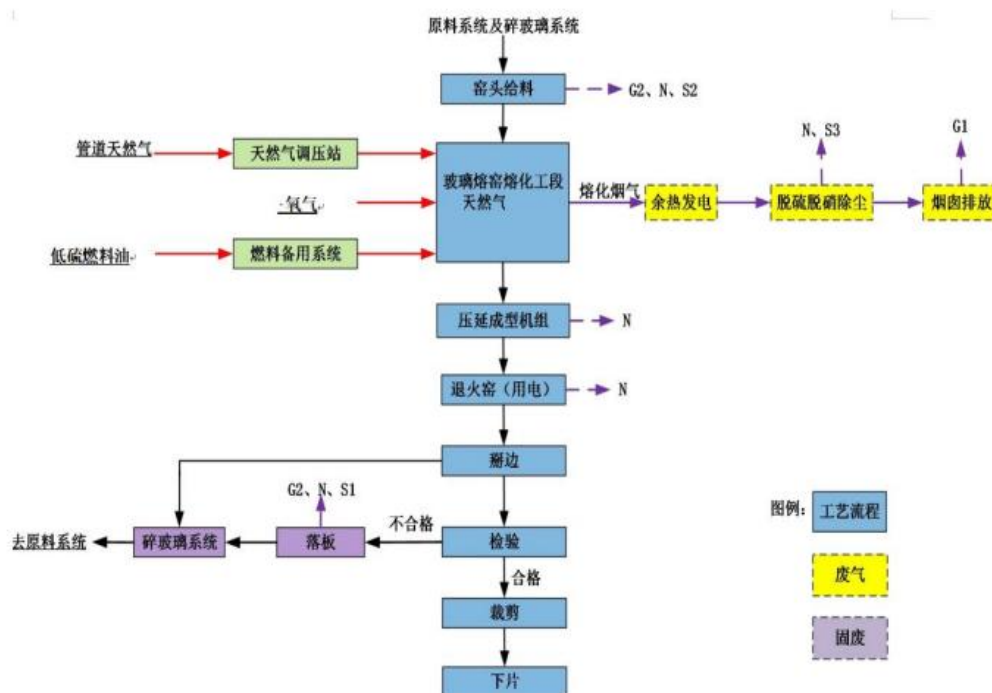 原料系统及碎玻璃系统
窑头给料
G2、N、S2
管道天然气
天然气调压站
玻璃熔窑熔化工段
天然气
氧气
低硫燃料油
燃料备用系统
熔化烟气
余热发电
N、S3
脱硫脱硝除尘
G1
烟囱排放
压延成型机组
N
退火窑（用电）
N
掰边
G2、N、S1
不合格
去原料系统
碎玻璃系统
落板
检验
合格
裁剪
下片
图例：
工艺流程
废气
固废